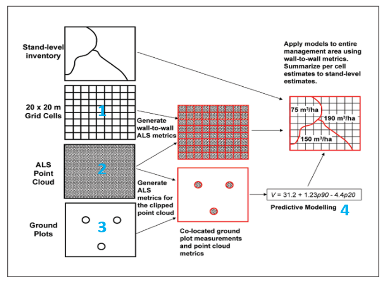 Stand-level
inventory
20 x 20 m
Grid Cells
1
ALS
Point
Cloud
2
Ground
Plots
3
Generate
wall-to-wall
ALS metrics
Generate
ALS
metrics for
the clipped
point cloud
Co-located ground
plot measurements
and point cloud
metrics
Apply models to entire
management area using
wall-to-wall metrics.
Summarize per cell
estimates to stand-level
estimates.
75 m³/ha
190 m³/ha
150 m³/ha
V = 31.2 + 1.23p90 - 4.4p20
Predictive Modelling 4